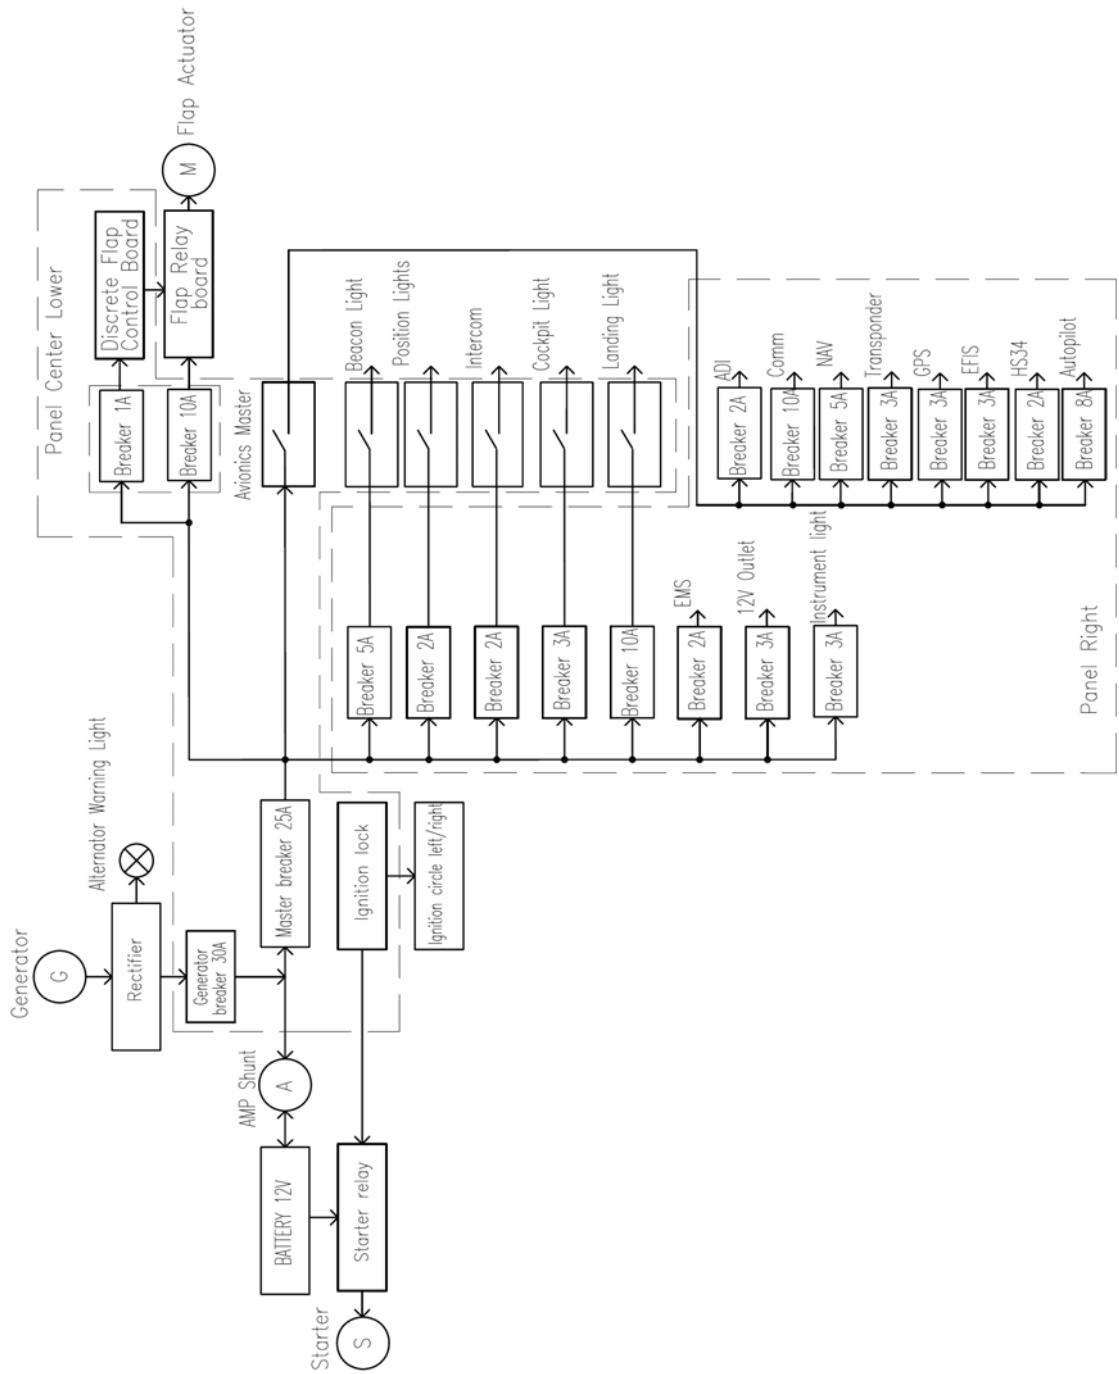 Generator
G
Rectifier
Alternator Warning Light
Generator
breaker 30A
BATTERY 12V
AMP Shunt
A
Master breaker 25A
Starter
S
Starter relay
Ignition lock
Ignition circle left/right
Panel Center Lower
Breaker 1A
Discrete Flap
Control Board
Breaker 10A
Flap Relay
board
M
Flap Actuator
Avionics Master
Breaker 5A
Beacon Light
Breaker 2A
Position Lights
Breaker 2A
Intercom
Breaker 3A
Cockpit Light
Breaker 10A
Landing Light
Breaker 2A
EMS
Breaker 3A
12V Outlet
Breaker 3A
Instrument light
Breaker 2A
ADI
Breaker 10A
Comm
Breaker 5A
NAV
Breaker 3A
Transponder
Breaker 3A
GPS
Breaker 3A
EFIS
Breaker 2A
HS34
Breaker 8A
Autopilot
Panel Right